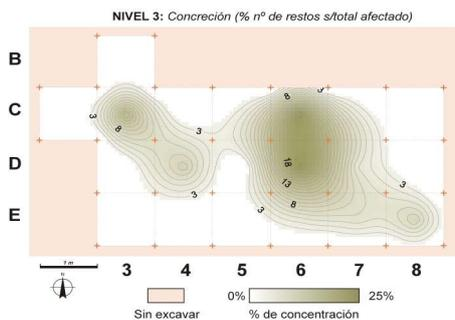 NIVEL 3: Concreción (% nº de restos s/total afectado)
B
C
D
E
3
8
3
3
8
3
18
13
8
3
3
1 m
N
3 4 5 6 7 8
0% 25%
Sin excavar % de concentración